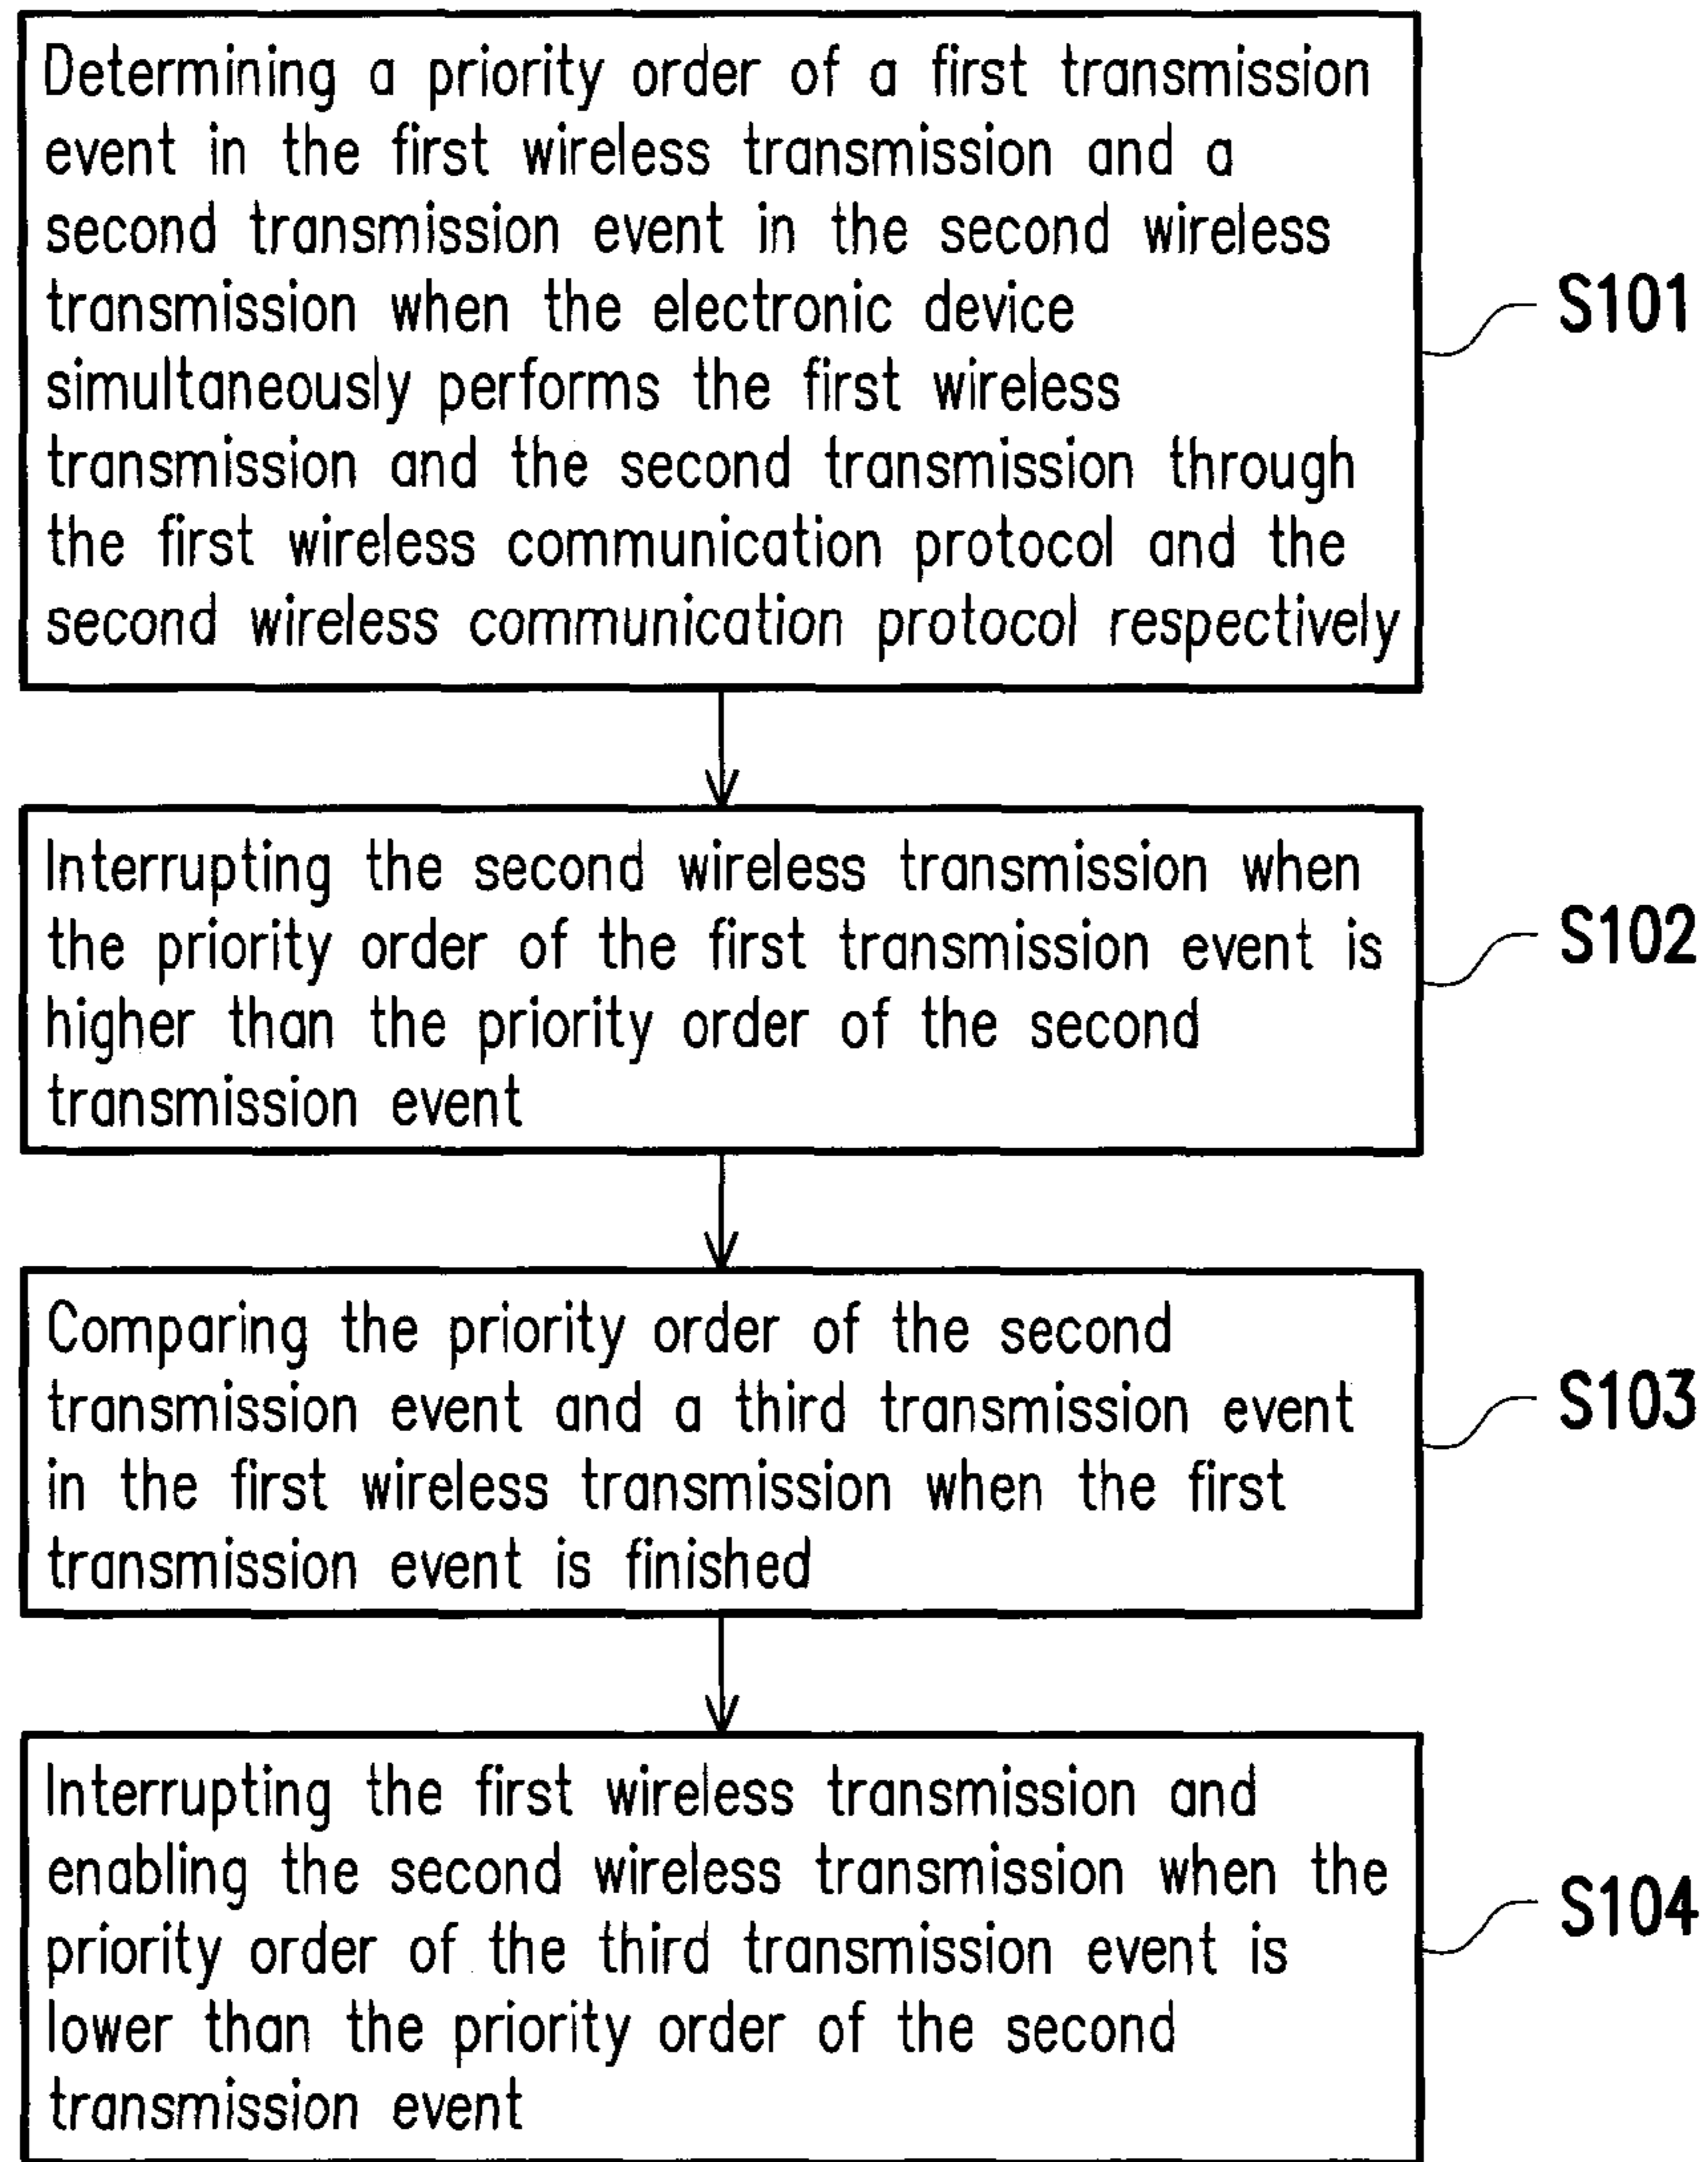 Determining a priority order of a first transmission
event in the first wireless transmission and a
second transmission event in the second wireless
transmission when the electronic device
simultaneously performs the first wireless
transmission and the second transmission through
the first wireless communication protocol and the
second wireless communication protocol respectively
S101
Interrupting the second wireless transmission when
the priority order of the first transmission event is
higher than the priority order of the second
transmission event
S102
Comparing the priority order of the second
transmission event and a third transmission event
in the first wireless transmission when the first
transmission event is finished
S103
Interrupting the first wireless transmission and
enabling the second wireless transmission when the
priority order of the third transmission event is
lower than the priority order of the second
transmission event
S104